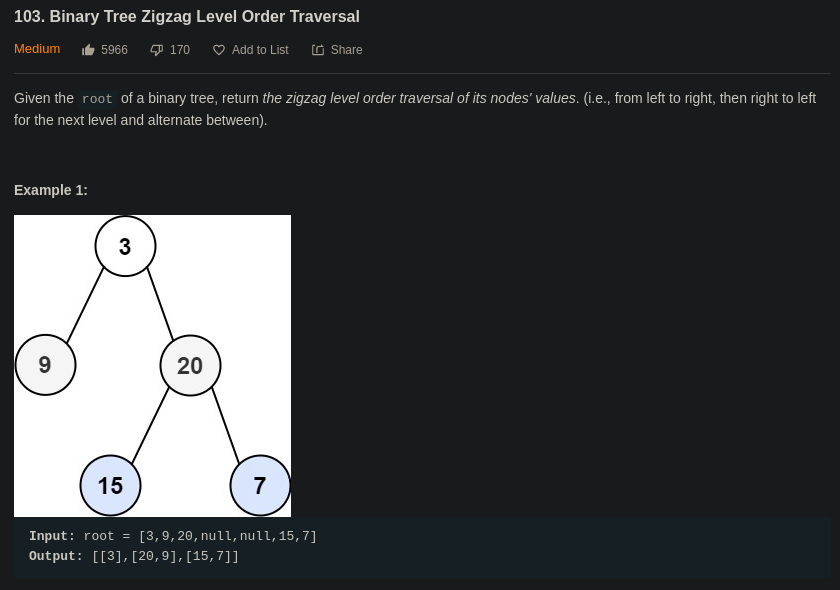 103. Binary Tree Zigzag Level Order Traversal
Medium 5966 170 Add to List Share
Given the root of a binary tree, return the zigzag level order traversal of its nodes' values. (i.e., from left to right, then right to left
for the next level and alternate between).
Example 1:
3
9 20
15 7
Input: root = [3,9,20,null,null,15,7]
Output: [[3],[20,9],[15,7]]